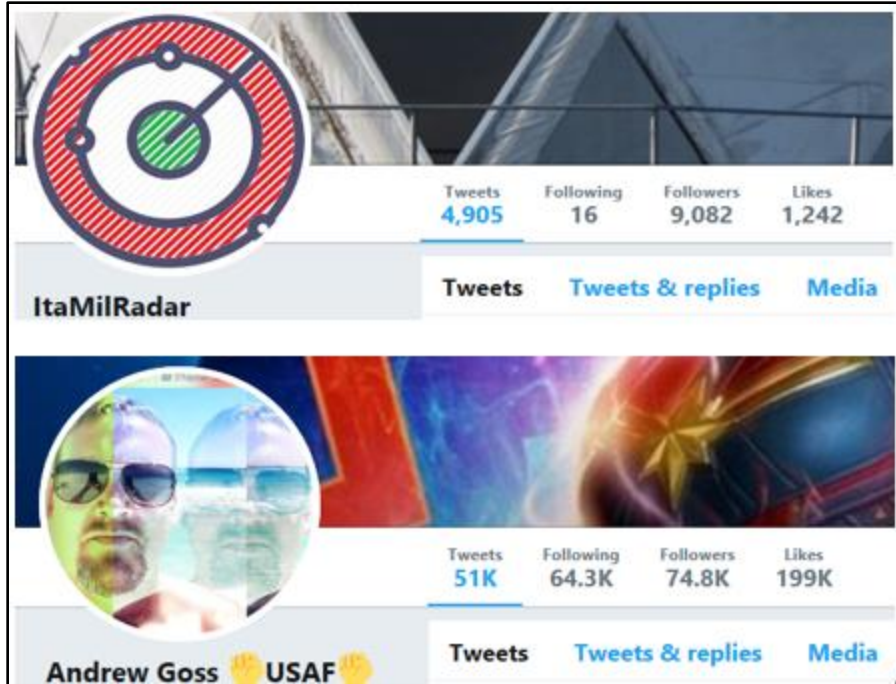 Tweets Following Followers Likes
4,905 16 9,082 1,242
Tweets Tweets & replies Media
ItaMilRadar
Tweets Following Followers Likes
51K 64.3K 74.8K 199K
Tweets Tweets & replies Media
Andrew Goss ✊USAF✊